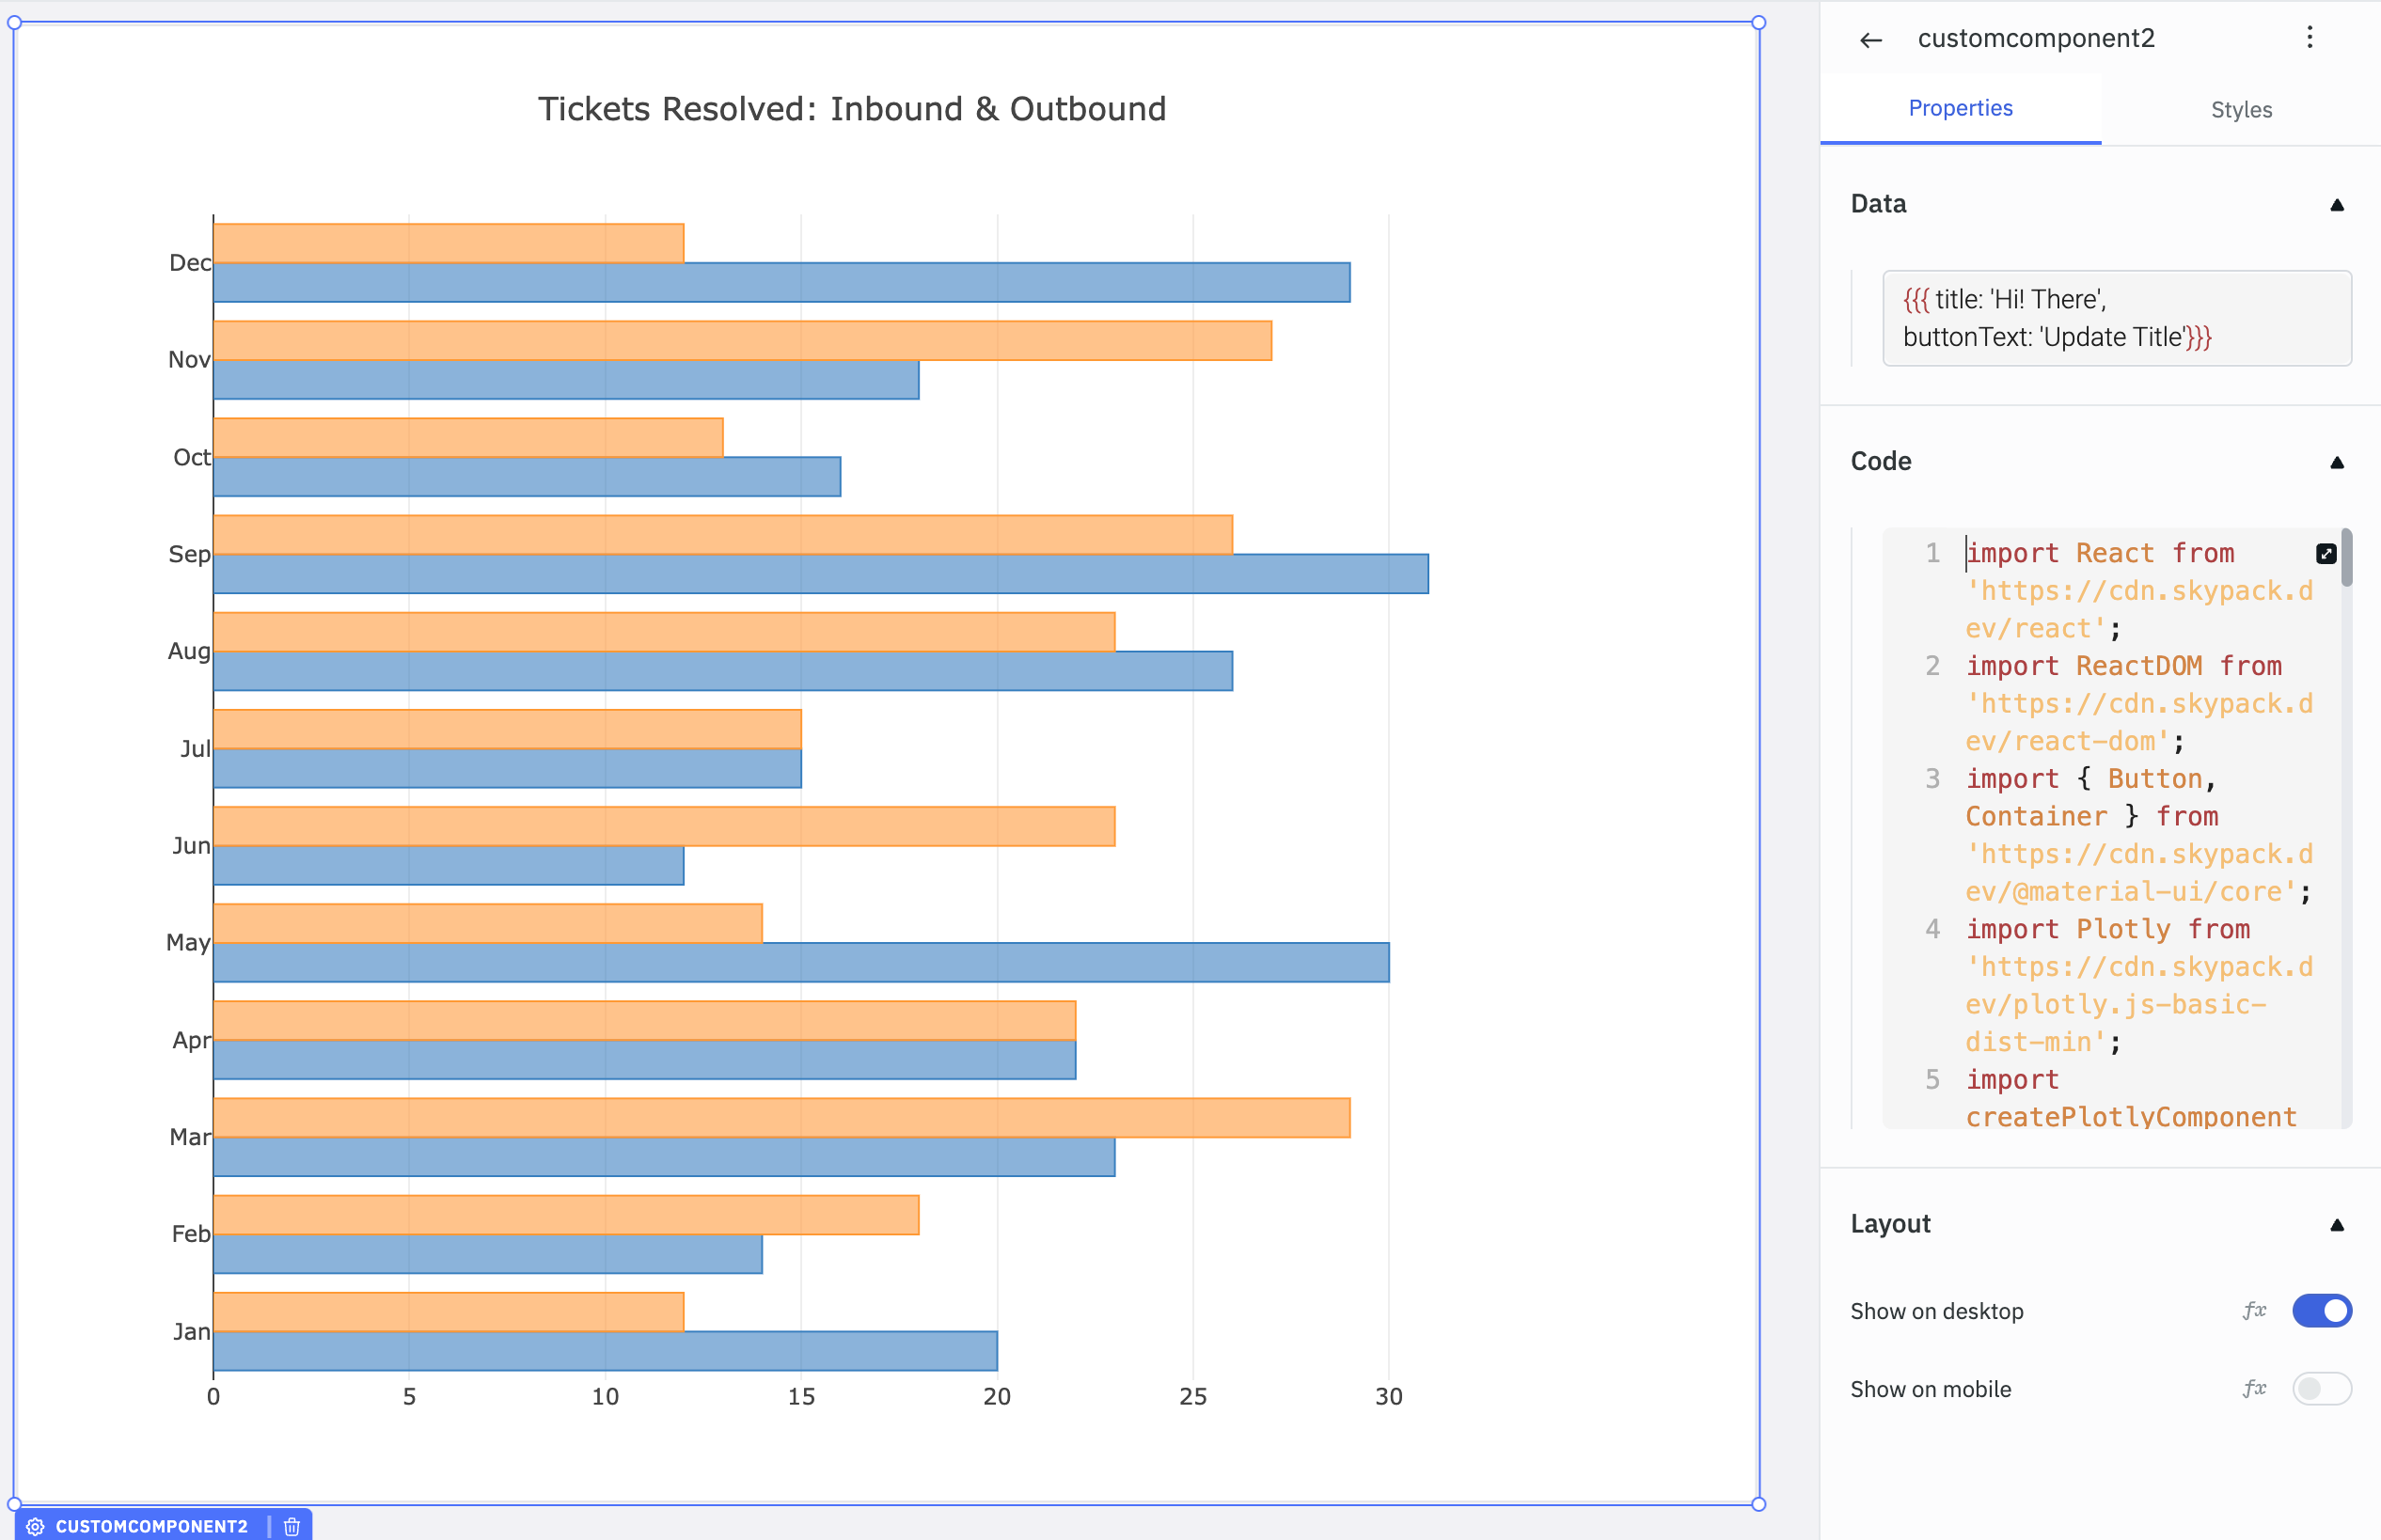 Tickets Resolved: Inbound & Outbound
Dec
Nov
Oct
Sep
Aug
Jul
Jun
May
Apr
Mar
Feb
Jan
0 5 10 15 20 25 30
CUSTOMCOMPONENT2
customcomponent2
Properties Styles
Data
{{{ title: 'Hi! There',
buttonText: 'Update Title'}}}
Code
1 import React from
'https://cdn.skypack.d
ev/react';
2 import ReactDOM from
'https://cdn.skypack.d
ev/react-dom';
3 import { Button,
Container } from
'https://cdn.skypack.d
ev/@material-ui/core';
4 import Plotly from
'https://cdn.skypack.d
ev/plotly.js-basic-
dist-min';
5 import
createPlotlyComponent
Layout
Show on desktop fx
Show on mobile fx